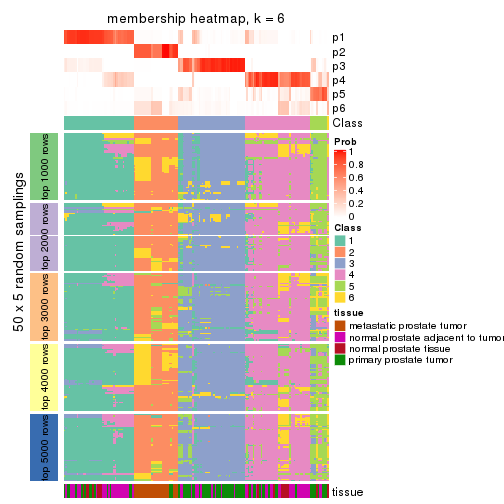 membership heatmap, k = 6
p1
p2
p3
p4
p5
p6
Class
50 x 5 random samplings
top 1000 rows
top 2000 rows
top 3000 rows
top 4000 rows
top 5000 rows
Prob
1
0.8
0.6
0.4
0.2
0
Class
1
2
3
4
5
6
tissue
metastatic prostate tumor
normal prostate adjacent to tumor
normal prostate tissue
primary prostate tumor
tissue